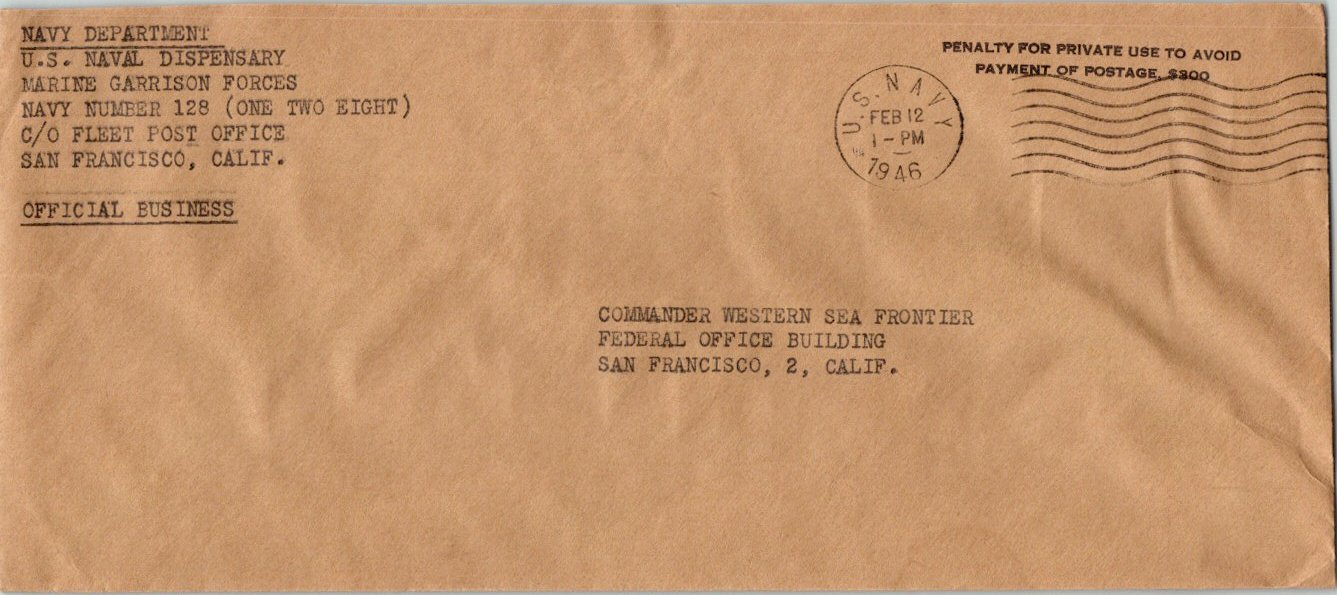 NAVY DEPARTMENT
U.S. NAVAL DISPENSARY
MARINE GARRISON FORCES
NAVY NUMBER 128 (ONE TWO EIGHT)
C/O FLEET POST OFFICE
SAN FRANCISCO, CALIF.
OFFICIAL BUSINESS
PENALTY FOR PRIVATE USE TO AVOID
PAYMENT OF POSTAGE, $300
U.S. NAVY
FEB 12
1-PM
1946
COMMANDER WESTERN SEA FRONTIER
FEDERAL OFFICE BUILDING
SAN FRANCISCO, 2, CALIF.